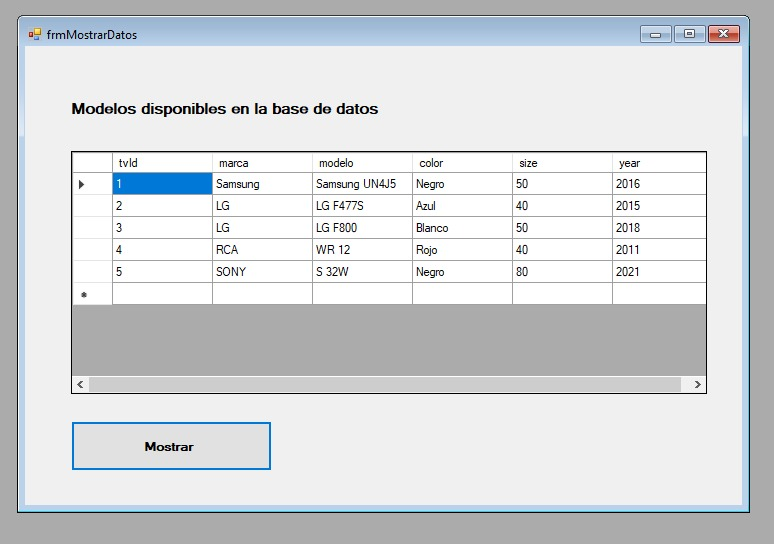 frmMostrarDatos
Modelos disponibles en la base de datos
tvId marca modelo color size year
1 Samsung Samsung UN4J5 Negro 50 2016
2 LG LG F477S Azul 40 2015
3 LG LG F800 Blanco 50 2018
4 RCA WR 12 Rojo 40 2011
5 SONY S 32W Negro 80 2021
Mostrar